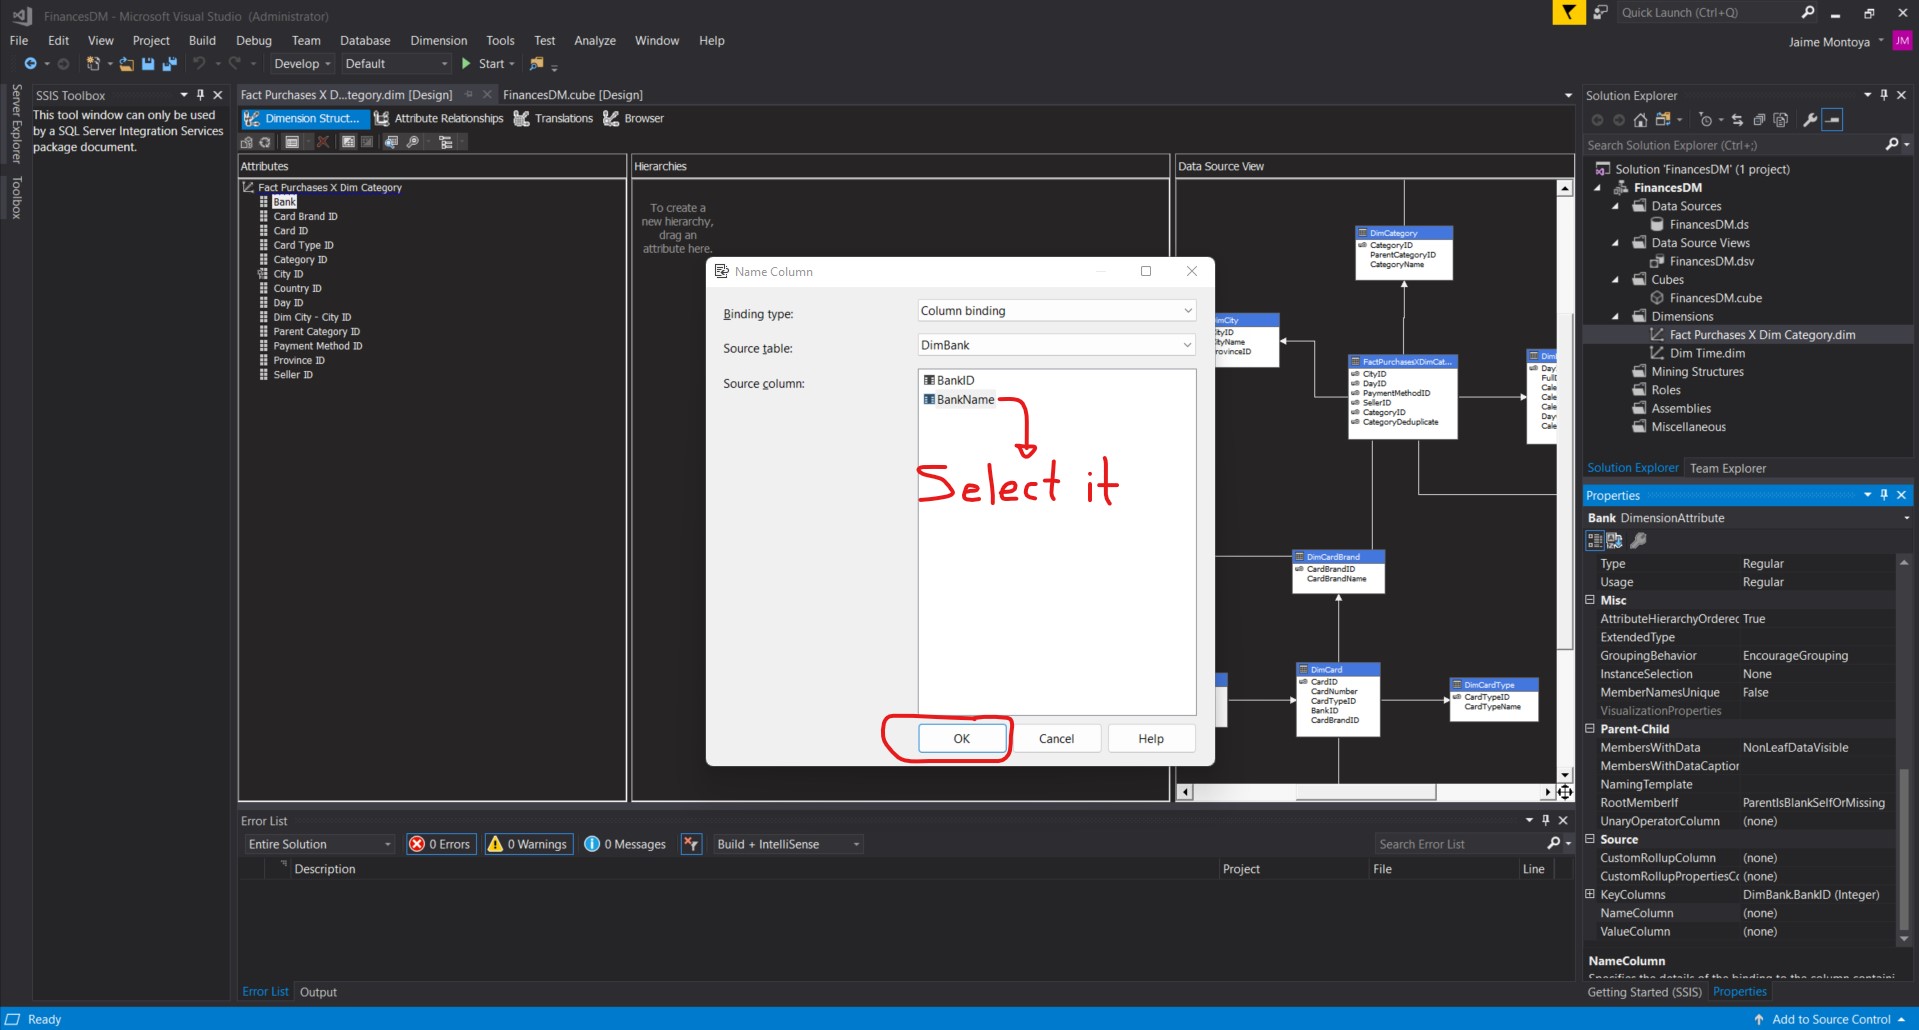 FinancesDM - Microsoft Visual Studio (Administrator)
Quick Launch (Ctrl+Q)
File Edit View Project Build Debug Team Database Dimension Tools Test Analyze Window Help
Jaime Montoya JM
Develop Default Start
Server Explorer
Toolbox
SSIS Toolbox
This tool window can only be used
by a SQL Server Integration Services
package document.
Fact Purchases X D...tegory.dim [Design] FinancesDM.cube [Design]
Dimension Struct... Attribute Relationships Translations Browser
Attributes
Fact Purchases X Dim Category
Bank
Card Brand ID
Card ID
Card Type ID
Category ID
City ID
Country ID
Day ID
Dim City - City ID
Parent Category ID
Payment Method ID
Province ID
Seller ID
Hierarchies
To create a
new hierarchy,
drag an
attribute here.
Data Source View
DimCategory
CategoryID
ParentCategoryID
CategoryName
imCity
ityID
ityName
rovinceID
FactPurchasesXDimCat...
CityID
DayID
PaymentMethodID
SellerID
CategoryID
CategoryDeduplicate
Day
FullD
Cale
Cale
Cale
Day
Cale
DimCardBrand
CardBrandID
CardBrandName
DimCard
CardID
CardNumber
CardTypeID
BankID
CardBrandID
DimCardType
CardTypeID
CardTypeName
Name Column
Binding type: Column binding
Source table: DimBank
Source column:
BankID
BankName
Select it
OK Cancel Help
Error List
Entire Solution 0 Errors 0 Warnings 0 Messages Build + IntelliSense Search Error List
Description Project File Line
Error List Output
Solution Explorer
Search Solution Explorer (Ctrl+;)
Solution 'FinancesDM' (1 project)
FinancesDM
Data Sources
FinancesDM.ds
Data Source Views
FinancesDM.dsv
Cubes
FinancesDM.cube
Dimensions
Fact Purchases X Dim Category.dim
Dim Time.dim
Mining Structures
Roles
Assemblies
Miscellaneous
Solution Explorer Team Explorer
Properties
Bank DimensionAttribute
Type Regular
Usage Regular
Misc
AttributeHierarchyOrdered True
ExtendedType
GroupingBehavior EncourageGrouping
InstanceSelection None
MemberNamesUnique False
VisualizationProperties
Parent-Child
MembersWithData NonLeafDataVisible
MembersWithDataCaption
NamingTemplate
RootMemberIf ParentIsBlankSelfOrMissing
UnaryOperatorColumn (none)
Source
CustomRollupColumn (none)
CustomRollupPropertiesCo (none)
KeyColumns DimBank.BankID (Integer)
NameColumn (none)
ValueColumn (none)
NameColumn
Specifies the details of the binding to the column containi
Getting Started (SSIS) Properties
Ready
Add to Source Control